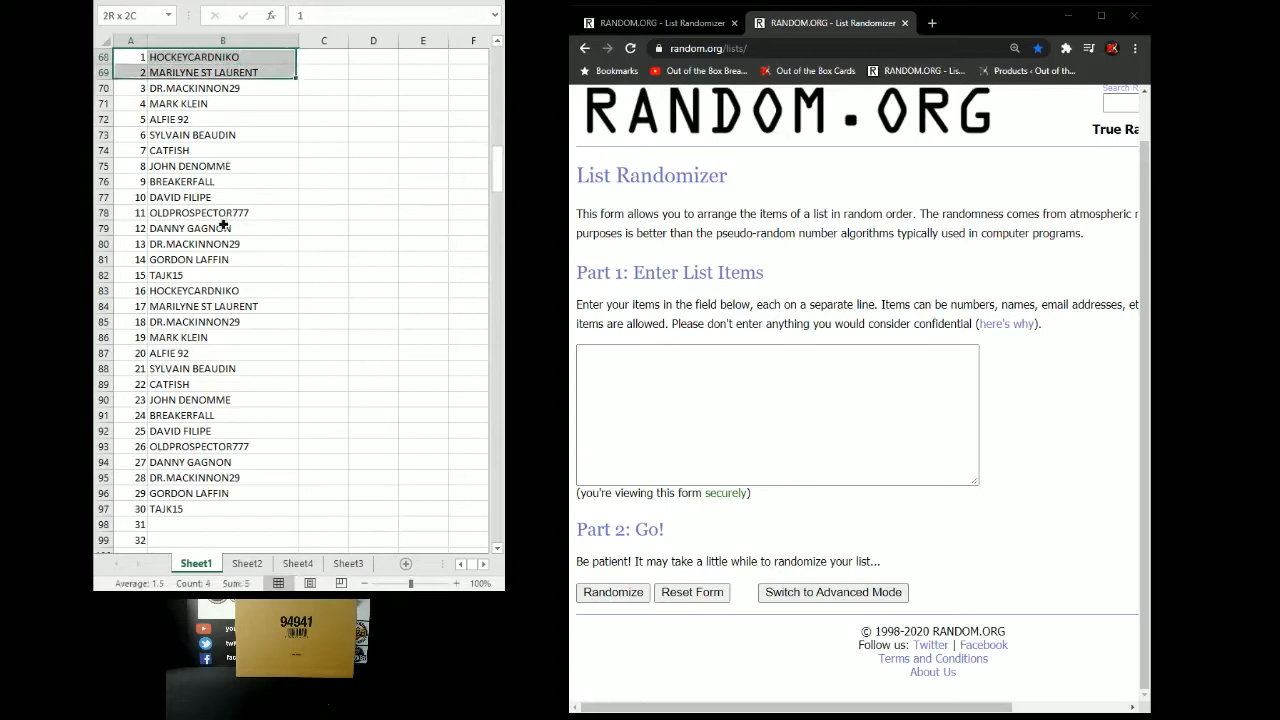 2R x 2C
1
A B C D E F
68 1 HOCKEYCARDNIKO
69 2 MARILYNE ST LAURENT
70 3 DR.MACKINNON29
71 4 MARK KLEIN
72 5 ALFIE 92
73 6 SYLVAIN BEAUDIN
74 7 CATFISH
75 8 JOHN DENOMME
76 9 BREAKERFALL
77 10 DAVID FILIPE
78 11 OLDPROSPECTOR777
79 12 DANNY GAGNON
80 13 DR.MACKINNON29
81 14 GORDON LAFFIN
82 15 TAJK15
83 16 HOCKEYCARDNIKO
84 17 MARILYNE ST LAURENT
85 18 DR.MACKINNON29
86 19 MARK KLEIN
87 20 ALFIE 92
88 21 SYLVAIN BEAUDIN
89 22 CATFISH
90 23 JOHN DENOMME
91 24 BREAKERFALL
92 25 DAVID FILIPE
93 26 OLDPROSPECTOR777
94 27 DANNY GAGNON
95 28 DR.MACKINNON29
96 29 GORDON LAFFIN
97 30 TAJK15
98 31
99 32
Sheet1 Sheet2 Sheet4 Sheet3
Average: 1.5 Count: 4 Sum: 5 100%
94941
RANDOM.ORG - List Randomizer RANDOM.ORG - List Randomizer
random.org/lists/
Bookmarks Out of the Box Brea... Out of the Box Cards RANDOM.ORG - Lis... Products ‹ Out of th...
RANDOM.ORG
Search R
True Ra
List Randomizer
This form allows you to arrange the items of a list in random order. The randomness comes from atmospheric
purposes is better than the pseudo-random number algorithms typically used in computer programs.
Part 1: Enter List Items
Enter your items in the field below, each on a separate line. Items can be numbers, names, email addresses, et
items are allowed. Please don't enter anything you would consider confidential (here's why).
(you're viewing this form securely)
Part 2: Go!
Be patient! It may take a little while to randomize your list...
Randomize Reset Form Switch to Advanced Mode
© 1998-2020 RANDOM.ORG
Follow us: Twitter | Facebook
Terms and Conditions
About Us